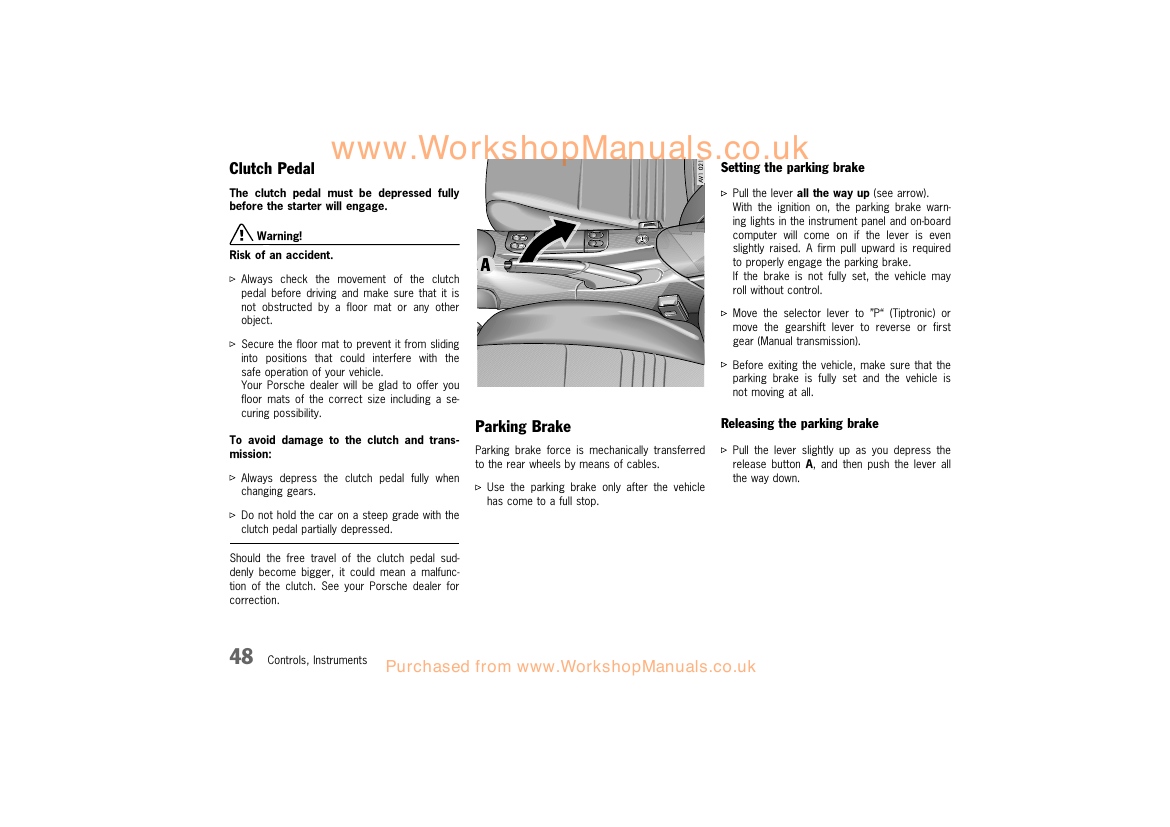 www.WorkshopManuals.co.uk
Clutch Pedal
The clutch pedal must be depressed fully
before the starter will engage.
Warning!
Risk of an accident.
▷ Always check the movement of the clutch
pedal before driving and make sure that it is
not obstructed by a floor mat or any other
object.
▷ Secure the floor mat to prevent it from sliding
into positions that could interfere with the
safe operation of your vehicle.
Your Porsche dealer will be glad to offer you
floor mats of the correct size including a se-
curing possibility.
To avoid damage to the clutch and trans-
mission:
▷ Always depress the clutch pedal fully when
changing gears.
▷ Do not hold the car on a steep grade with the
clutch pedal partially depressed.
Should the free travel of the clutch pedal sud-
denly become bigger, it could mean a malfunc-
tion of the clutch. See your Porsche dealer for
correction.
A
AV1 021
Parking Brake
Parking brake force is mechanically transferred
to the rear wheels by means of cables.
▷ Use the parking brake only after the vehicle
has come to a full stop.
Setting the parking brake
▷ Pull the lever all the way up (see arrow).
With the ignition on, the parking brake warn-
ing lights in the instrument panel and on-board
computer will come on if the lever is even
slightly raised. A firm pull upward is required
to properly engage the parking brake.
If the brake is not fully set, the vehicle may
roll without control.
▷ Move the selector lever to "P“ (Tiptronic) or
move the gearshift lever to reverse or first
gear (Manual transmission).
▷ Before exiting the vehicle, make sure that the
parking brake is fully set and the vehicle is
not moving at all.
Releasing the parking brake
▷ Pull the lever slightly up as you depress the
release button A, and then push the lever all
the way down.
48 Controls, Instruments
Purchased from www.WorkshopManuals.co.uk